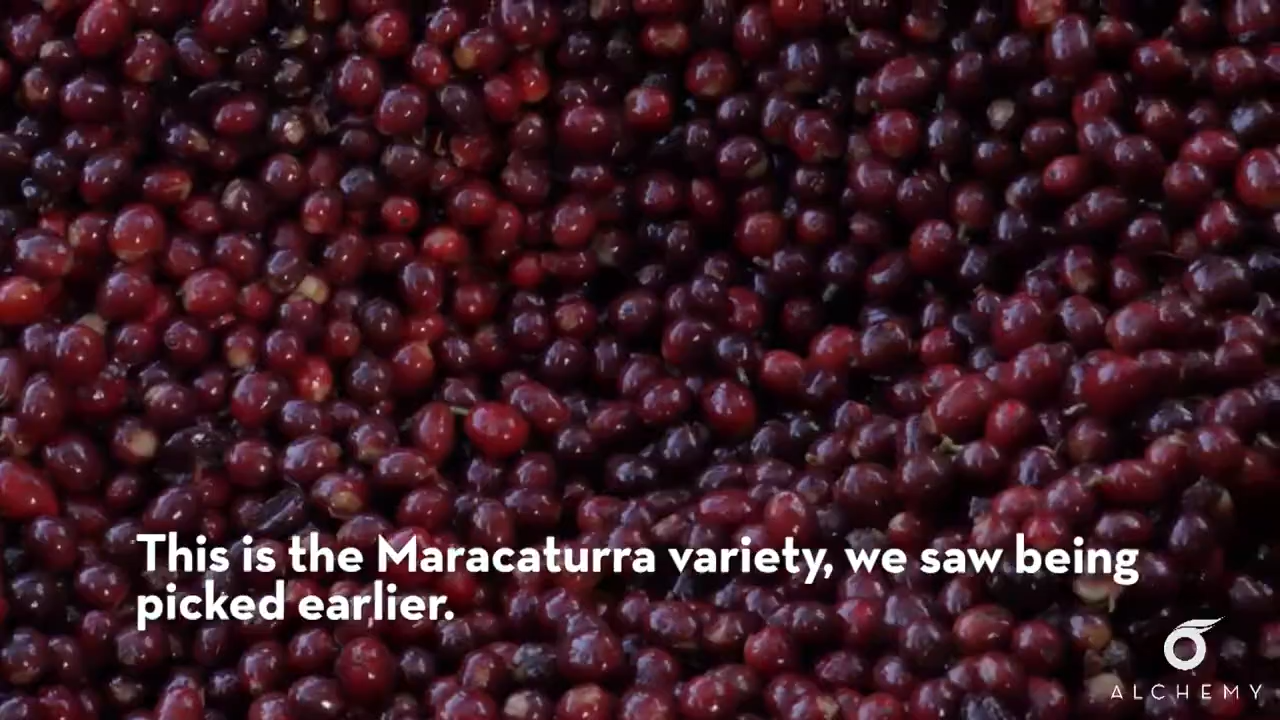 This is the Maracaturra variety, we saw being
picked earlier.
ALCHEMY